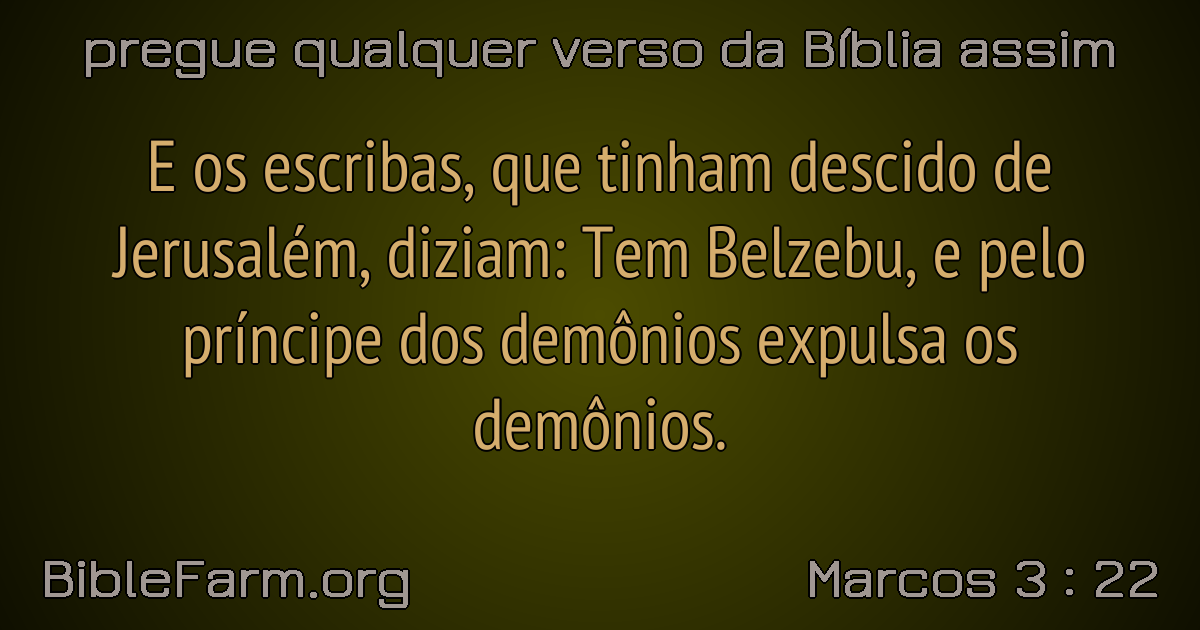 pregue qualquer verso da Bíblia assim
E os escribas, que tinham descido de
Jerusalém, diziam: Tem Belzebu, e pelo
príncipe dos demônios expulsa os
demônios.
BibleFarm.org
Marcos 3 : 22